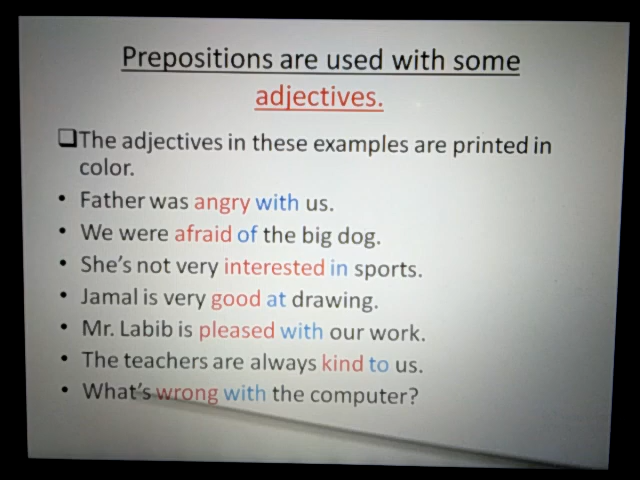 Prepositions are used with some
adjectives.
❑The adjectives in these examples are printed in
color.
• Father was angry with us.
• We were afraid of the big dog.
• She's not very interested in sports.
• Jamal is very good at drawing.
• Mr. Labib is pleased with our work.
• The teachers are always kind to us.
• What's wrong with the computer?